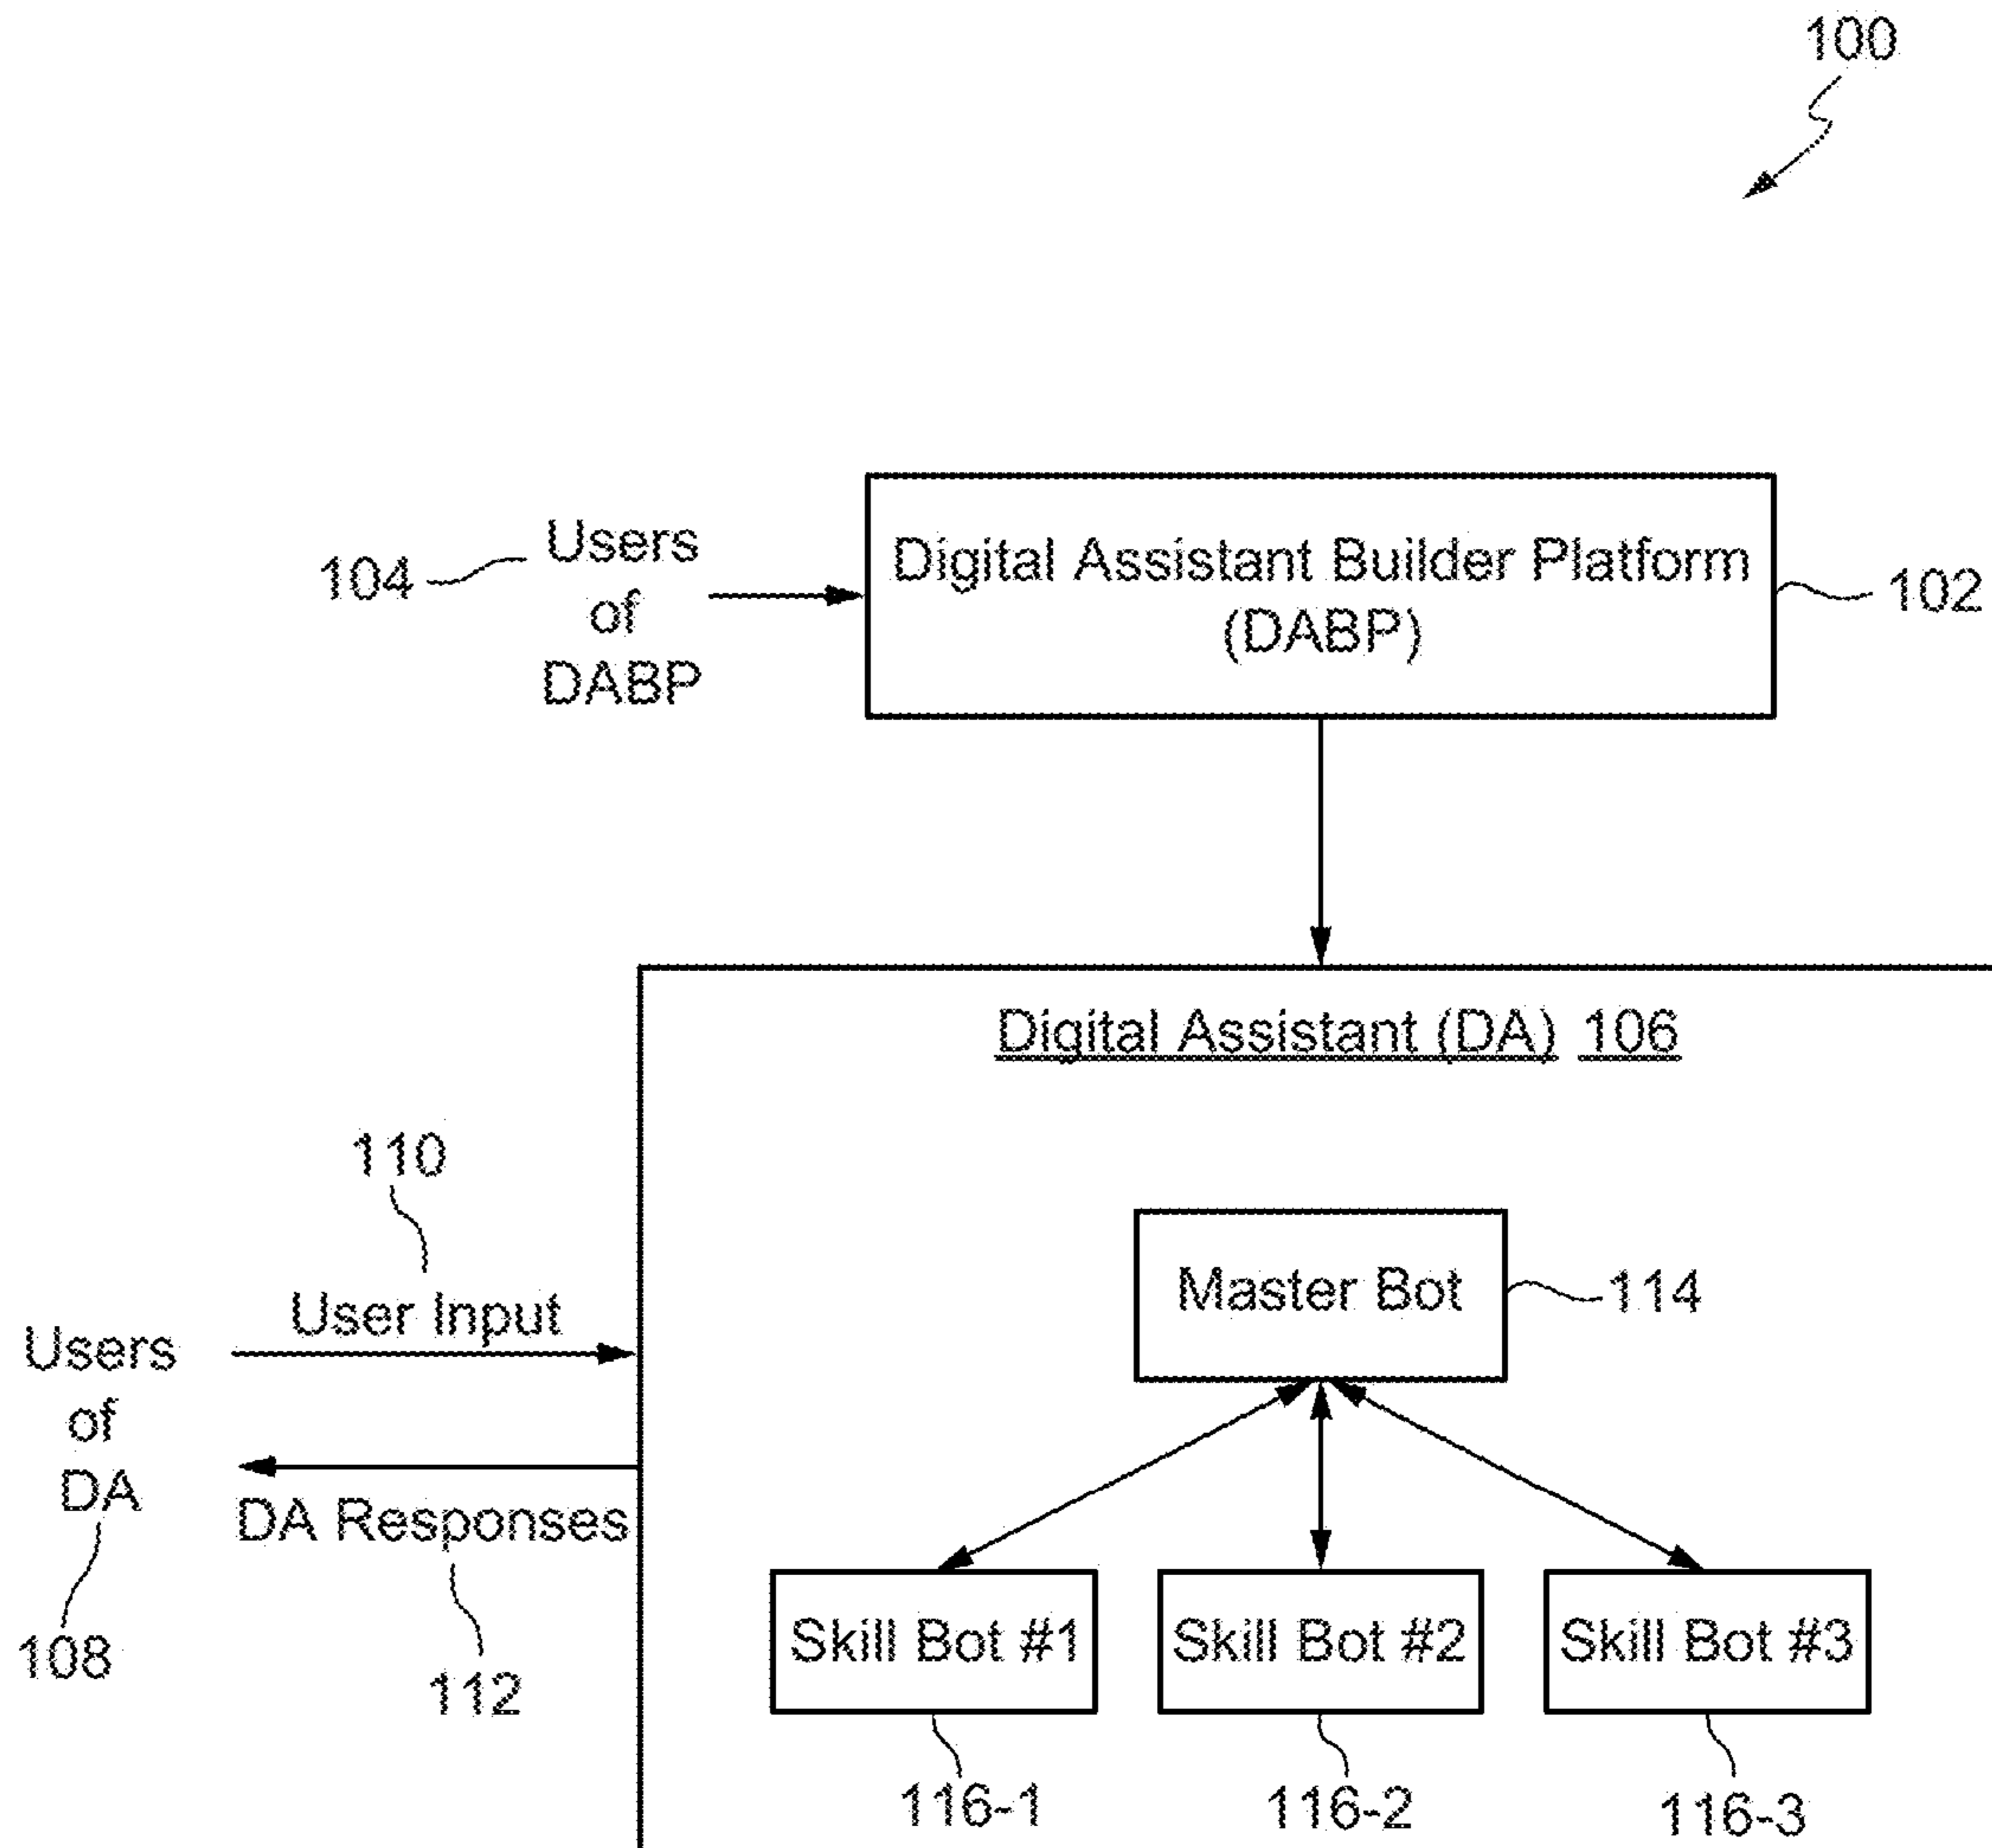 100
Users
of
DABP
104
Digital Assistant Builder Platform
(DABP)
102
Digital Assistant (DA) 106
110
User Input
Users
of
DA
108
DA Responses
112
Master Bot
114
Skill Bot #1
Skill Bot #2
Skill Bot #3
116-1
116-2
116-3